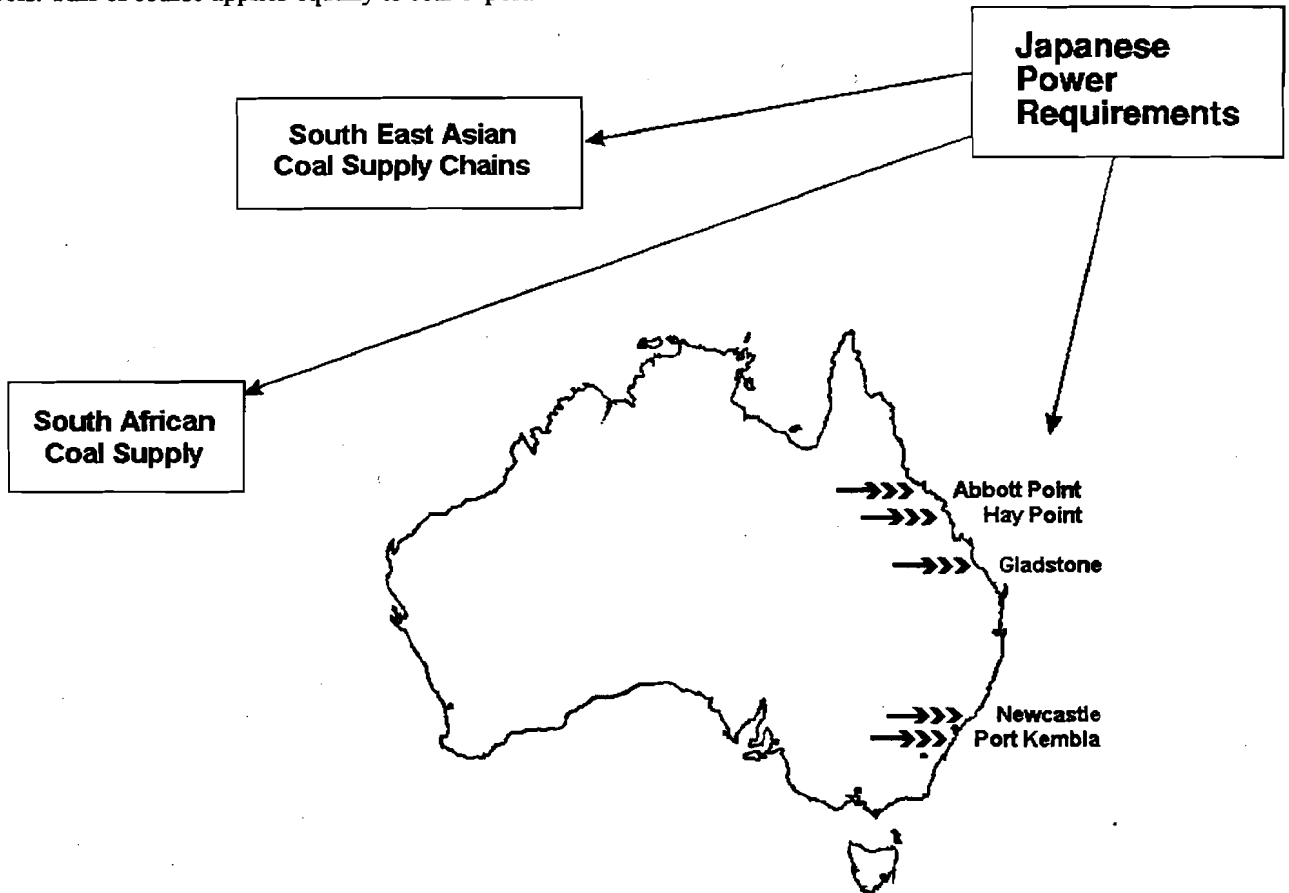 Japanese
Power
Requirements
South East Asian
Coal Supply Chains
South African
Coal Supply
Abbott Point
Hay Point
Gladstone
Newcastle
Port Kembla